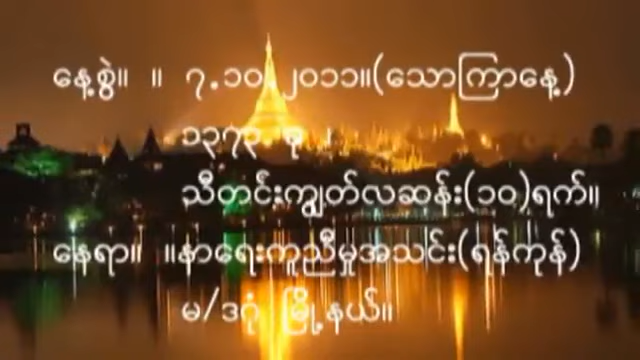 နေ့စွဲ။ ။ ၇.၁၀.၂၀၁၁။(သောကြာနေ့)
၁၃၇၃ ခု ၊
သီတင်းကျွတ်လဆန်း(၁၀)ရက်။
နေရာ။ ။နာရေးကူညီမှုအသင်း(ရန်ကုန်)
မ/ဒဂုံ မြို့နယ်။